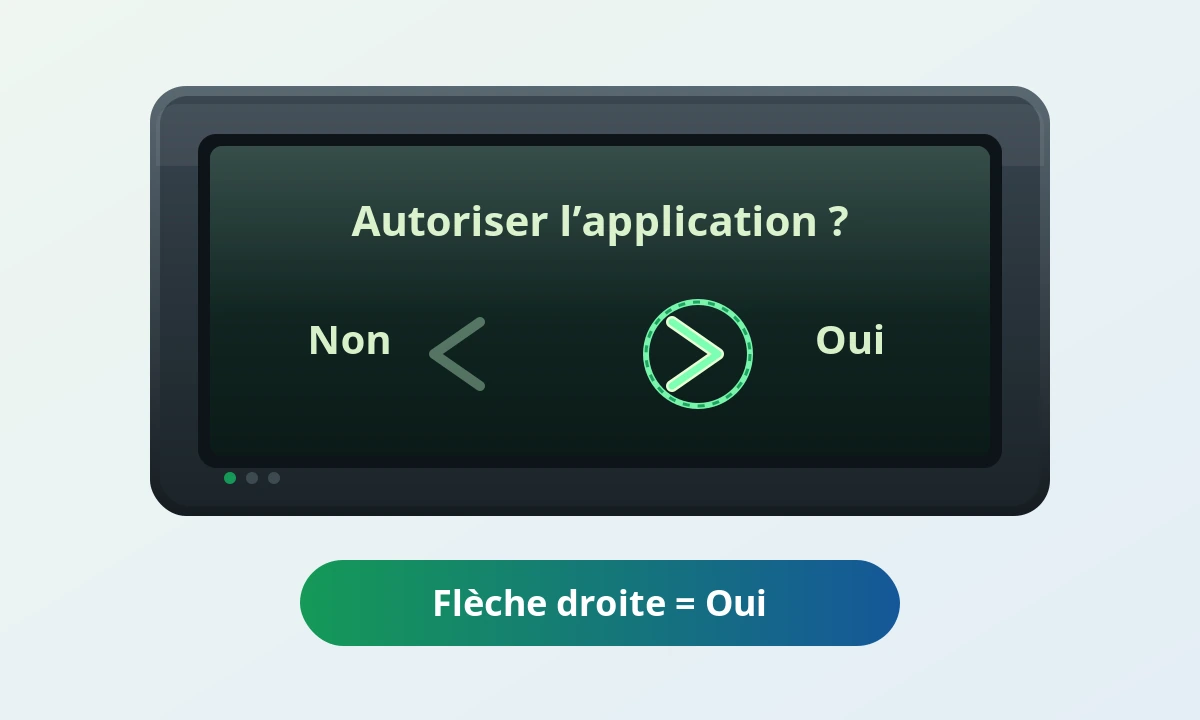 Autoriser l’application ?
Non < > Oui
Flèche droite = Oui